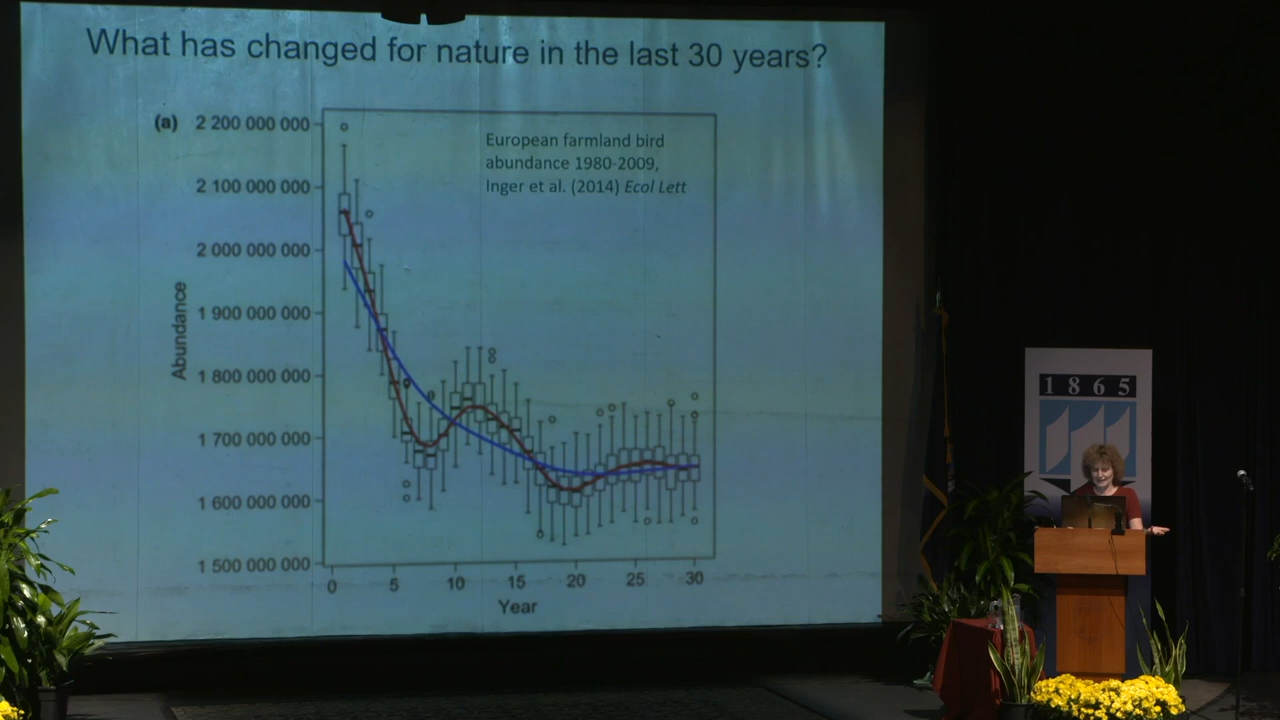 What has changed for nature in the last 30 years?
(a)
2 200 000 000
2 100 000 000
2 000 000 000
1 900 000 000
1 800 000 000
1 700 000 000
1 600 000 000
1 500 000 000
Abundance
European farmland bird
abundance 1980-2009,
Inger et al. (2014) Ecol Lett
0 5 10 15 20 25 30
Year
1865